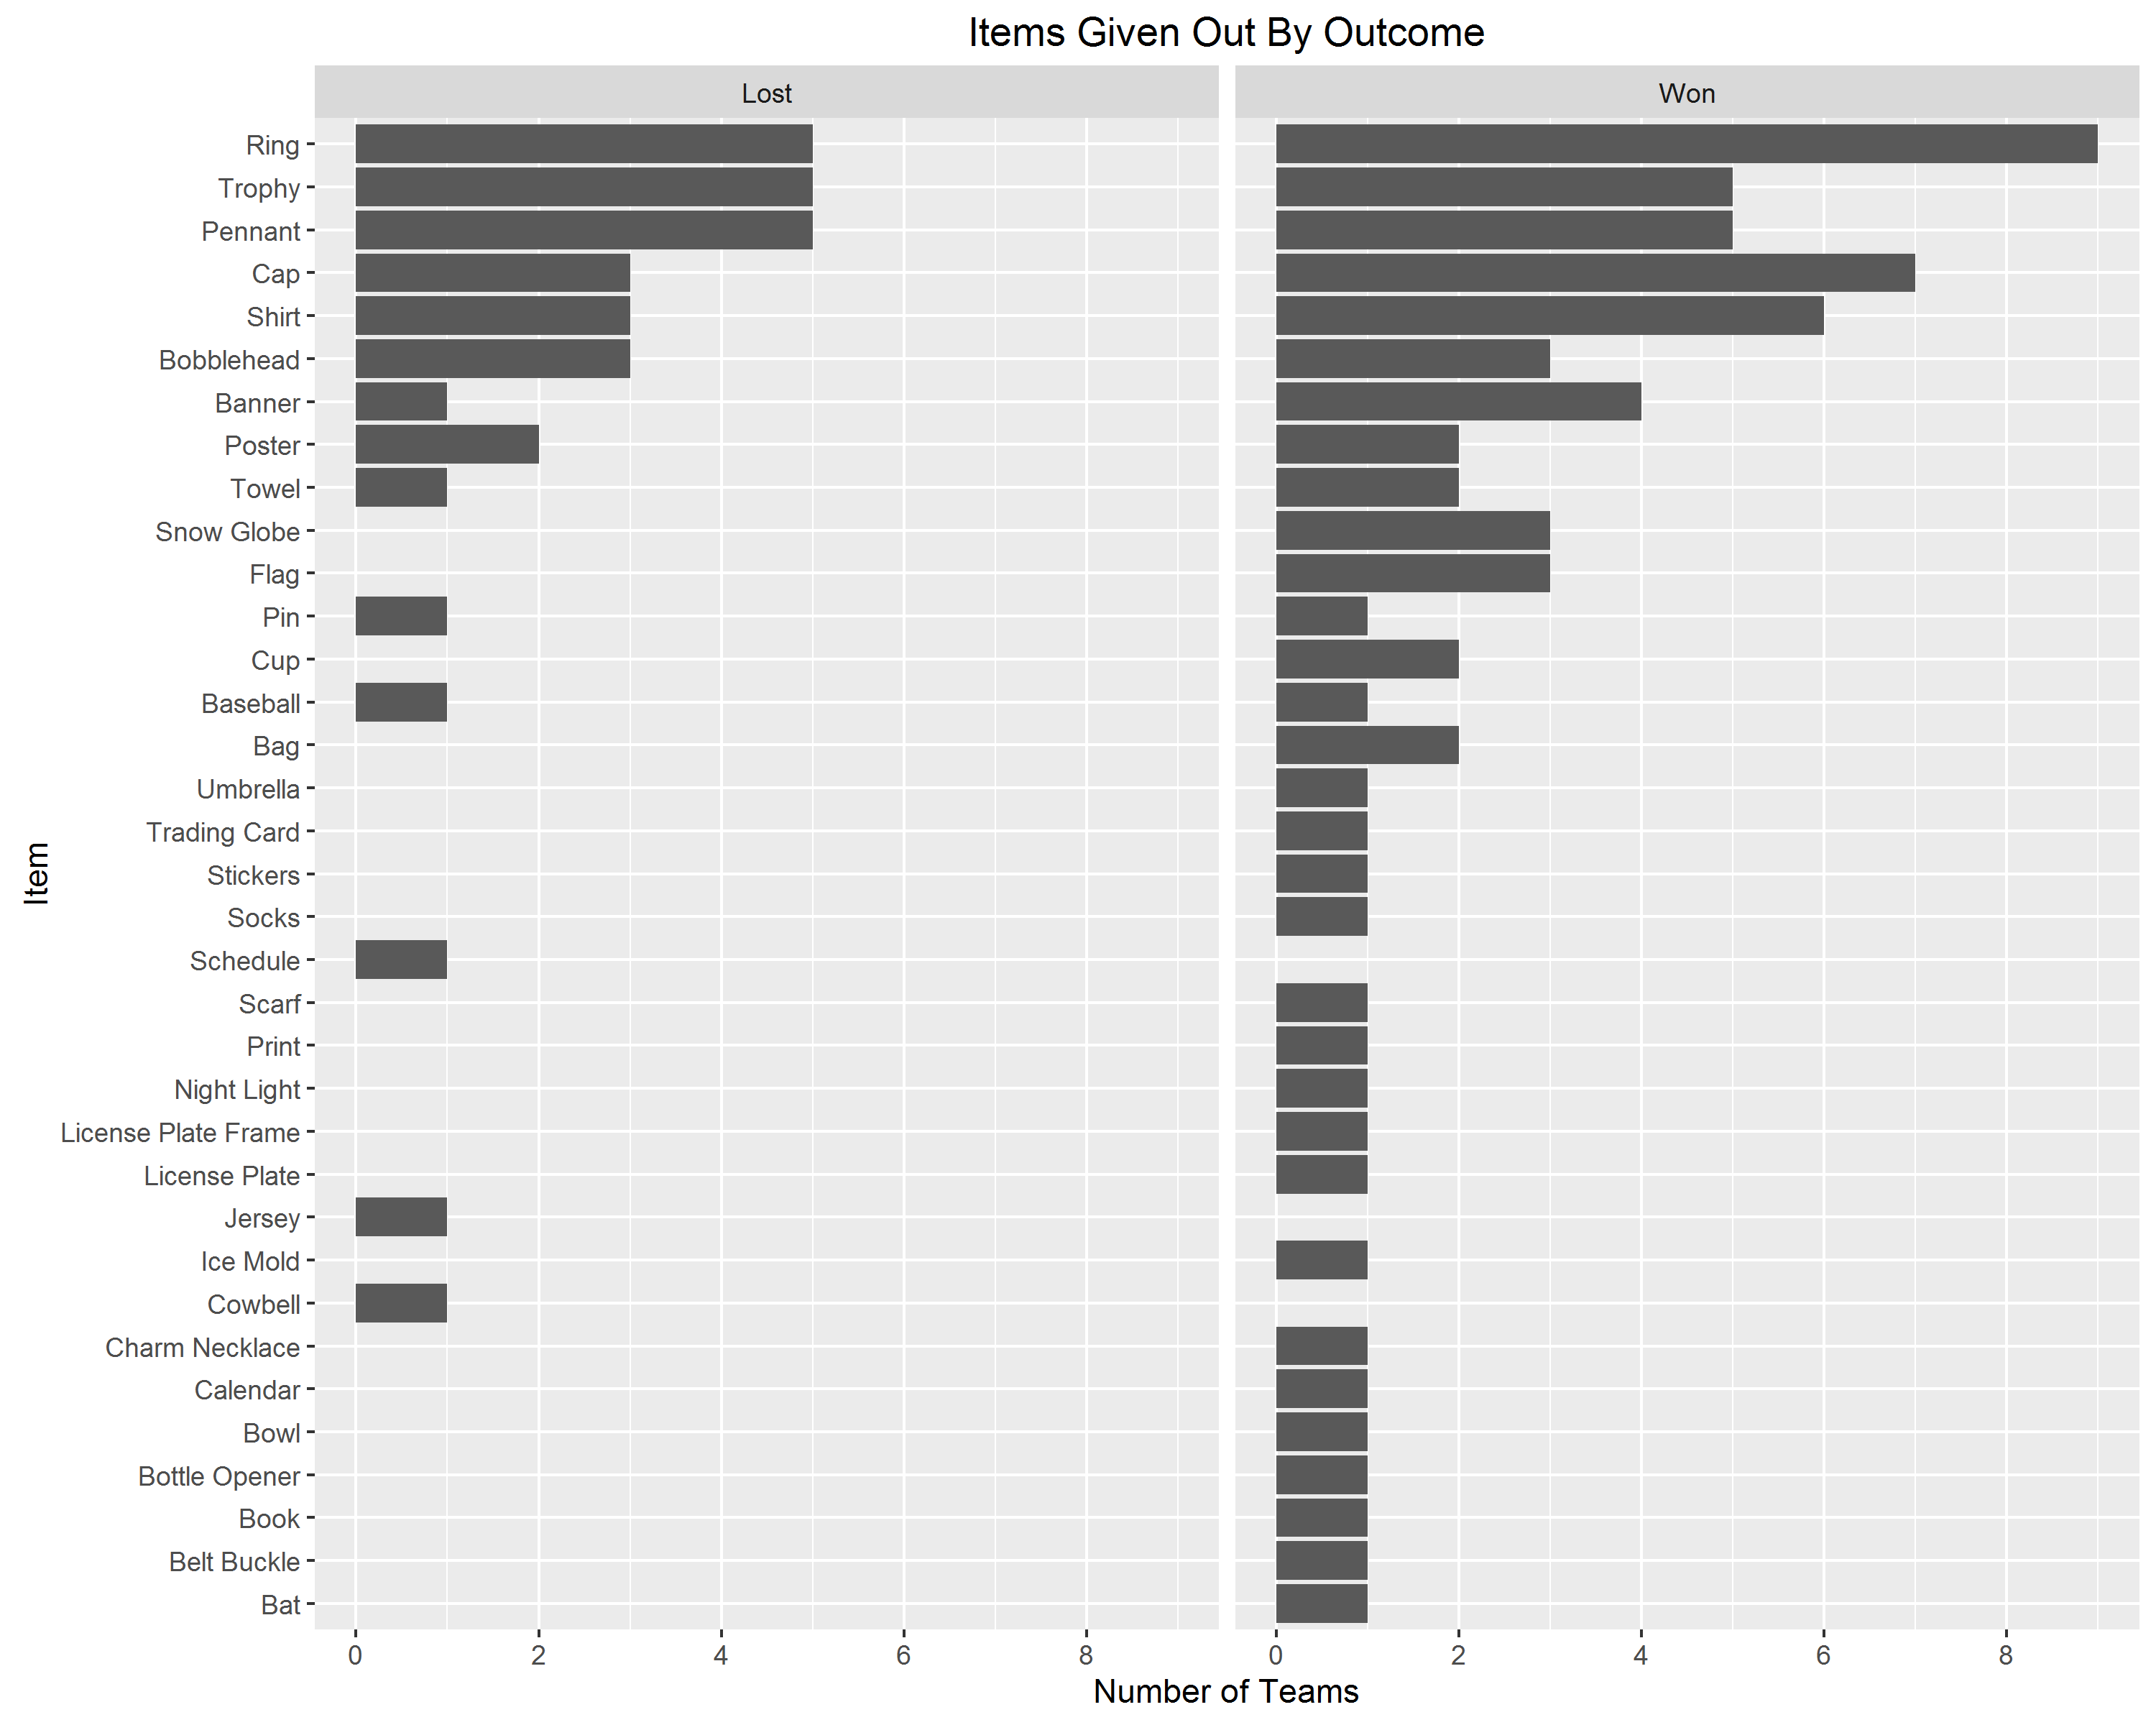 Items Given Out By Outcome
Lost
Won
Ring
Trophy
Pennant
Cap
Shirt
Bobblehead
Banner
Poster
Towel
Snow Globe
Flag
Pin
Cup
Baseball
Bag
Umbrella
Trading Card
Stickers
Socks
Schedule
Scarf
Print
Night Light
License Plate Frame
License Plate
Jersey
Ice Mold
Cowbell
Charm Necklace
Calendar
Bowl
Bottle Opener
Book
Belt Buckle
Bat
Item
0 2 4 6 8
0 2 4 6 8
Number of Teams